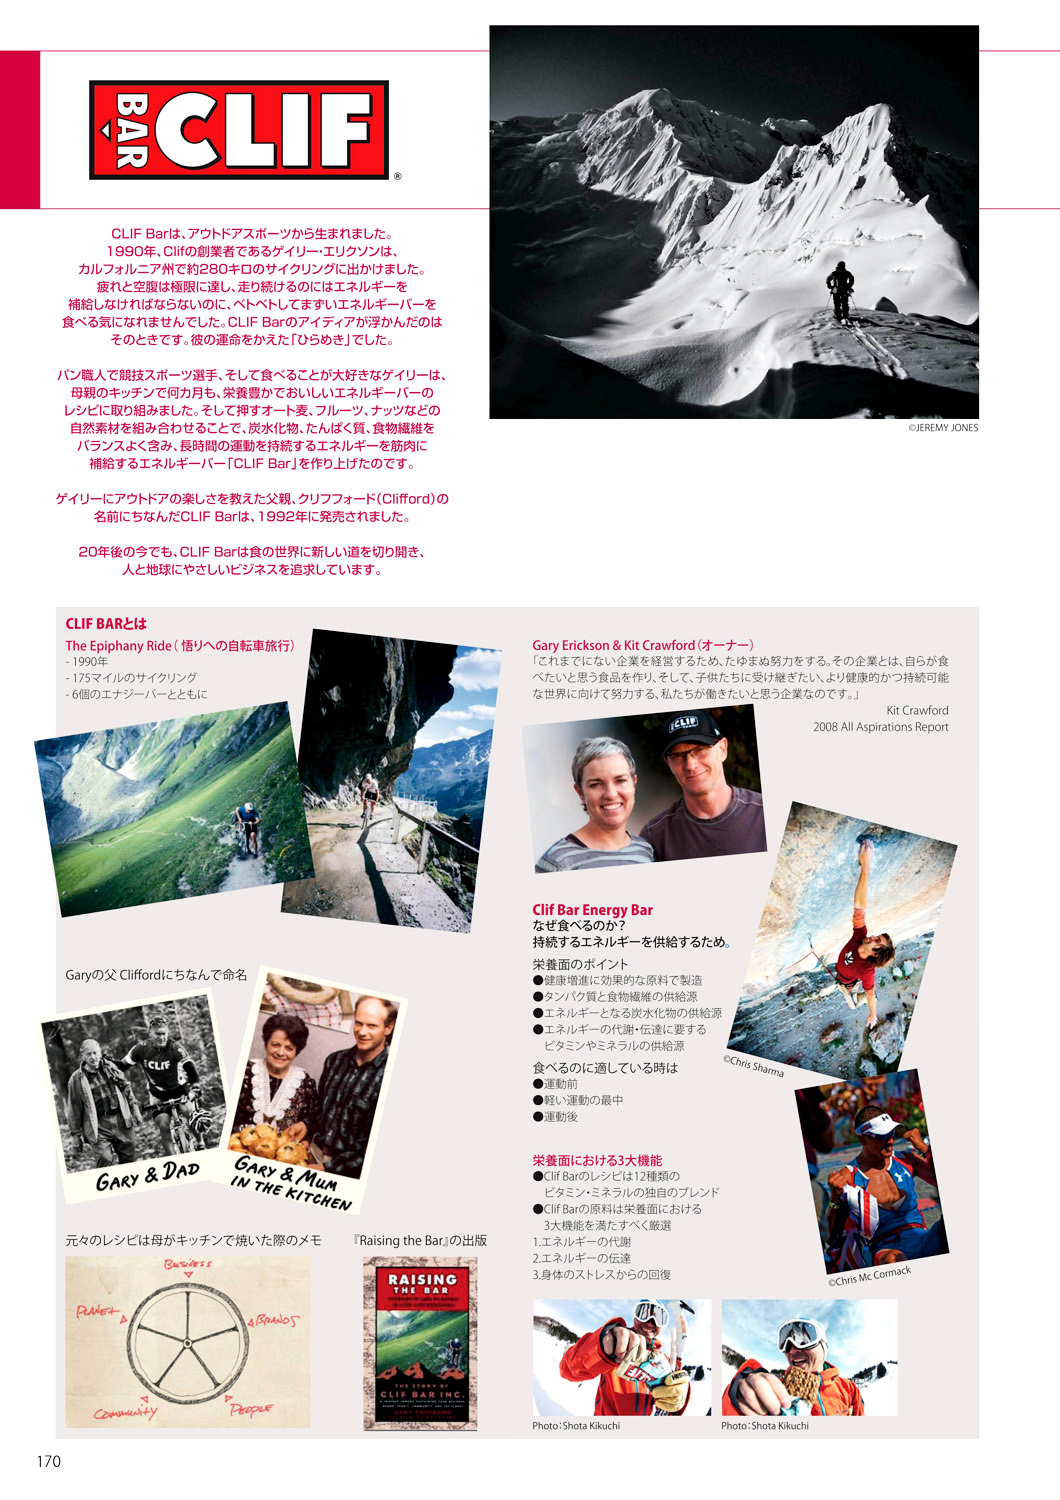 BAR CLIF
®
©JEREMY JONES
CLIF Barは、アウトドアスポーツから生まれました。
1990年、Clifの創業者であるゲイリー・エリクソンは、
カルフォルニア州で約280キロのサイクリングに出かけました。
疲れと空腹は極限に達し、走り続けるのにはエネルギーを
補給しなければならないのに、ベトベトしてまずいエネルギーバーを
食べる気になれませんでした。CLIF Barのアイディアが浮かんだのは
そのときです。彼の運命をかえた「ひらめき」でした。
パン職人で競技スポーツ選手、そして食べることが大好きなゲイリーは、
母親のキッチンで何カ月も、栄養豊かでおいしいエネルギーバーの
レシピに取り組みました。そして押すオート麦、フルーツ、ナッツなどの
自然素材を組み合わせることで、炭水化物、たんぱく質、食物繊維を
バランスよく含み、長時間の運動を持続するエネルギーを筋肉に
補給するエネルギーバー「CLIF Bar」を作り上げたのです。
ゲイリーにアウトドアの楽しさを教えた父親、クリフフォード（Clifford）の
名前にちなんだCLIF Barは、1992年に発売されました。
20年後の今でも、CLIF Barは食の世界に新しい道を切り開き、
人と地球にやさしいビジネスを追求しています。
CLIF BARとは
The Epiphany Ride（ 悟りへの自転車旅行）
- 1990年
- 175マイルのサイクリング
- 6個のエナジーバーとともに
Garyの父 Cliffordにちなんで命名
CLIF
GARY & DAD
GARY & MUM
IN THE KITCHEN
元々のレシピは母がキッチンで焼いた際のメモ
BUSINESS
PLANET
BRANDS
COMMUNITY
PEOPLE
『Raising the Bar』の出版
RAISING
THE BAR
THE STORY OF
CLIF BAR INC.
Gary Erickson & Kit Crawford（オーナー）
「これまでにない企業を経営するため、たゆまぬ努力をする。その企業とは、自らが食
べたいと思う食品を作り、そして、子供たちに受け継ぎたい、より健康的かつ持続可能
な世界に向けて努力する、私たちが働きたいと思う企業なのです。」
Kit Crawford
2008 All Aspirations Report
CLIF
Clif Bar Energy Bar
なぜ食べるのか？
持続するエネルギーを供給するため。
栄養面のポイント
●健康増進に効果的な原料で製造
●タンパク質と食物繊維の供給源
●エネルギーとなる炭水化物の供給源
●エネルギーの代謝・伝達に要する
ビタミンやミネラルの供給源
食べるのに適している時は
●運動前
●軽い運動の最中
●運動後
©Chris Sharma
栄養面における3大機能
●Clif Barのレシピは12種類の
ビタミン・ミネラルの独自のブレンド
●Clif Barの原料は栄養面における
3大機能を満たすべく厳選
1.エネルギーの代謝
2.エネルギーの伝達
3.身体のストレスからの回復
©Chris Mc Cormack
Photo：Shota Kikuchi
Photo：Shota Kikuchi
170